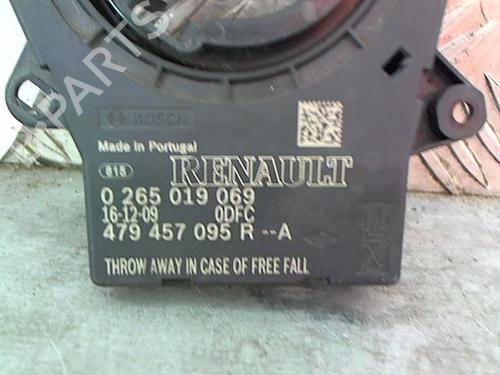 BOSCH
Made in Portugal
815 RENAULT
0 265 019 069
16-12-09 0DFC
479 457 095 R --A
THROW AWAY IN CASE OF FREE FALL